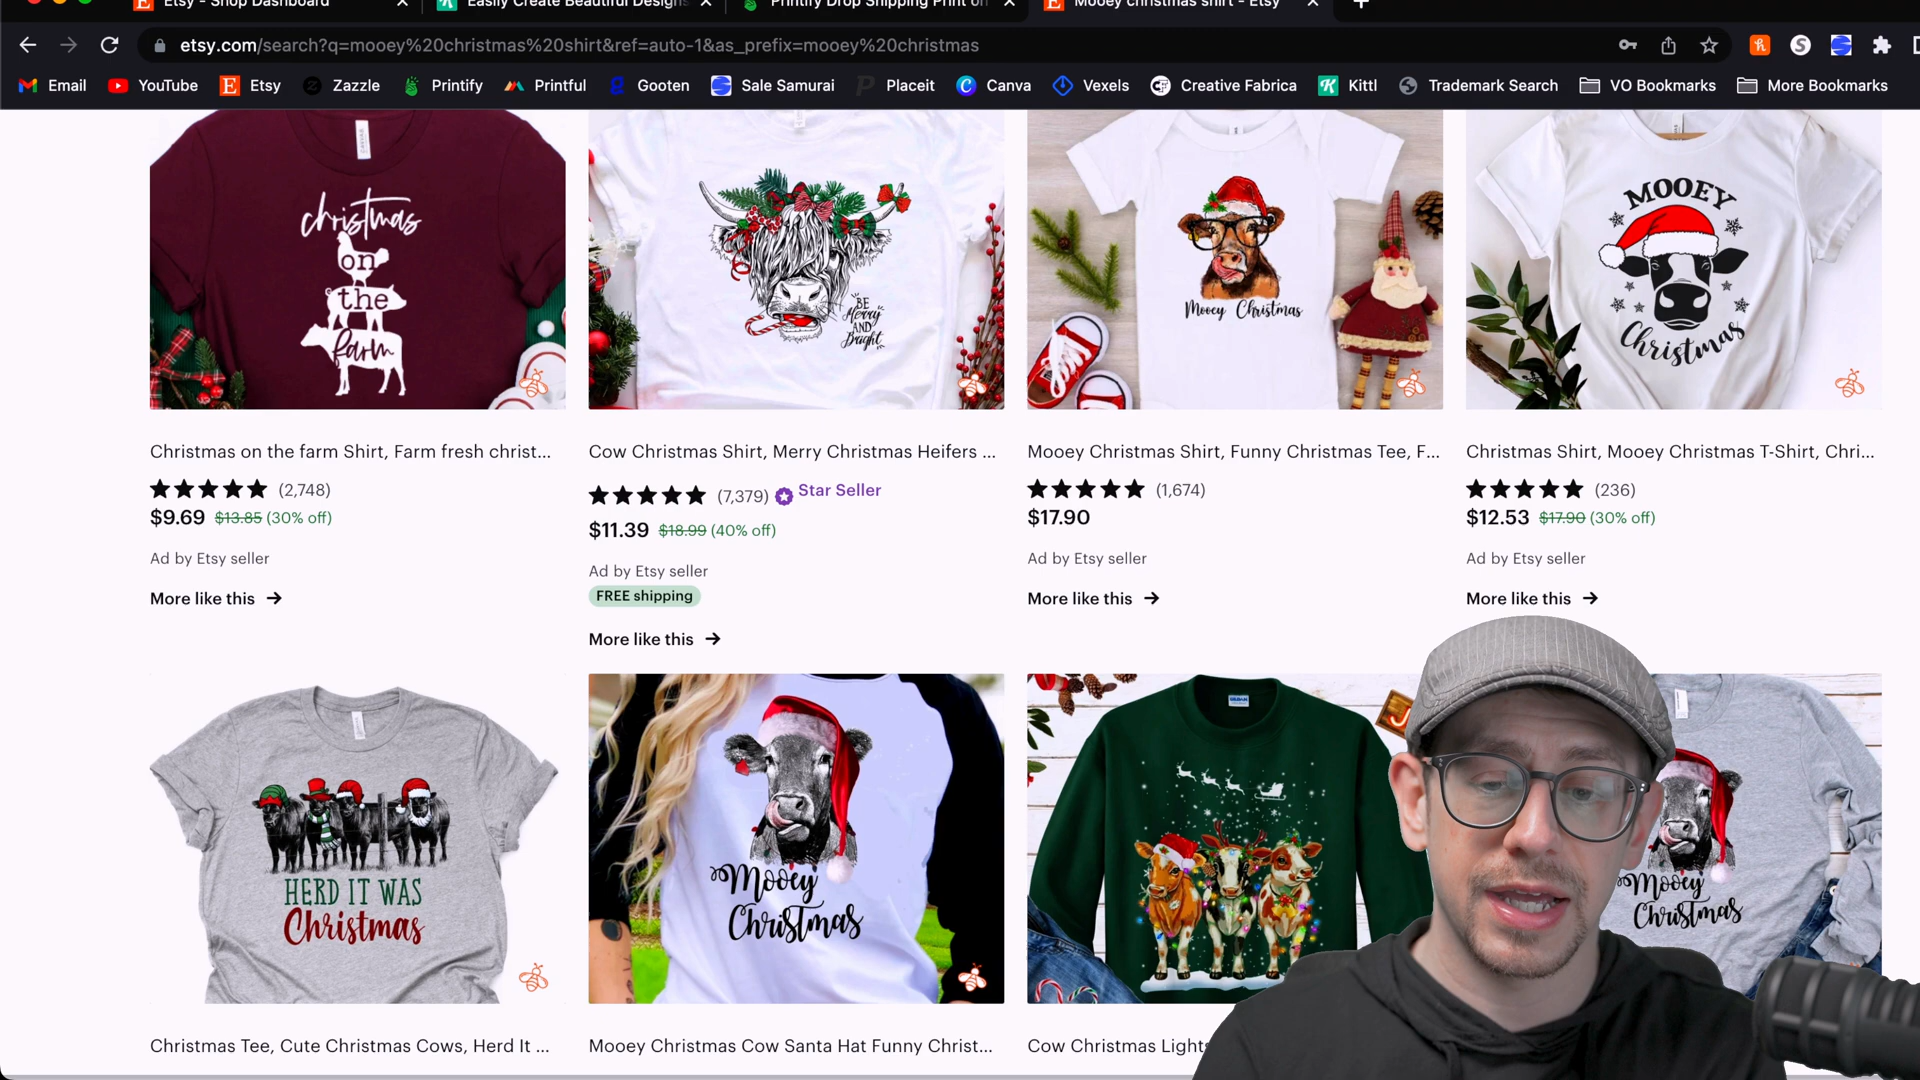 Etsy - Shop Dashboard
Easily Create Beautiful Designs
Printify Drop Shipping Print on
Mooey christmas shirt - Etsy
etsy.com/search?q=mooey%20christmas%20shirt&ref=auto-1&as_prefix=mooey%20christmas
Email
YouTube
Etsy
Zazzle
Printify
Printful
Gooten
Sale Samurai
Placeit
Canva
Vexels
Creative Fabrica
Kittl
Trademark Search
VO Bookmarks
More Bookmarks
christmas
on
the
farm
BE
Merry
AND
Bright
Mooey Christmas
MOOEY
Christmas
Christmas on the farm Shirt, Farm fresh christ...
(2,748)
$9.69 $13.85 (30% off)
Ad by Etsy seller
More like this
Cow Christmas Shirt, Merry Christmas Heifers ...
(7,379) Star Seller
$11.39 $18.99 (40% off)
Ad by Etsy seller
FREE shipping
More like this
Mooey Christmas Shirt, Funny Christmas Tee, F...
(1,674)
$17.90
Ad by Etsy seller
More like this
Christmas Shirt, Mooey Christmas T-Shirt, Chri...
(236)
$12.53 $17.90 (30% off)
Ad by Etsy seller
More like this
HERD IT WAS
Christmas
Mooey
Christmas
Mooey
Christmas
Christmas Tee, Cute Christmas Cows, Herd It ...
Mooey Christmas Cow Santa Hat Funny Christ...
Cow Christmas Lights